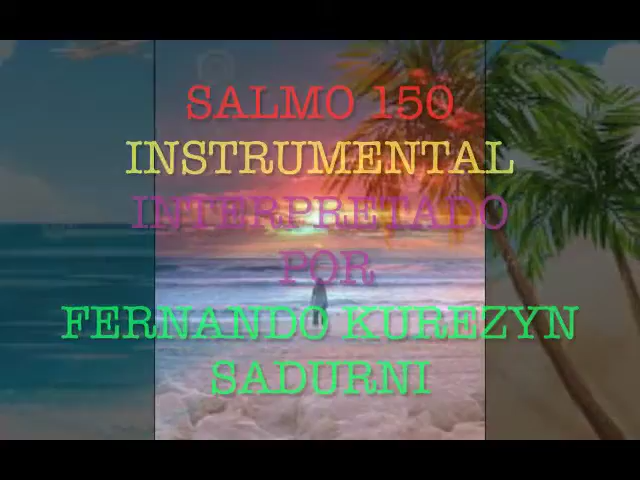 SALMO 150
INSTRUMENTAL
INTERPRETADO
POR
FERNANDO KUREZYN
SADURNI